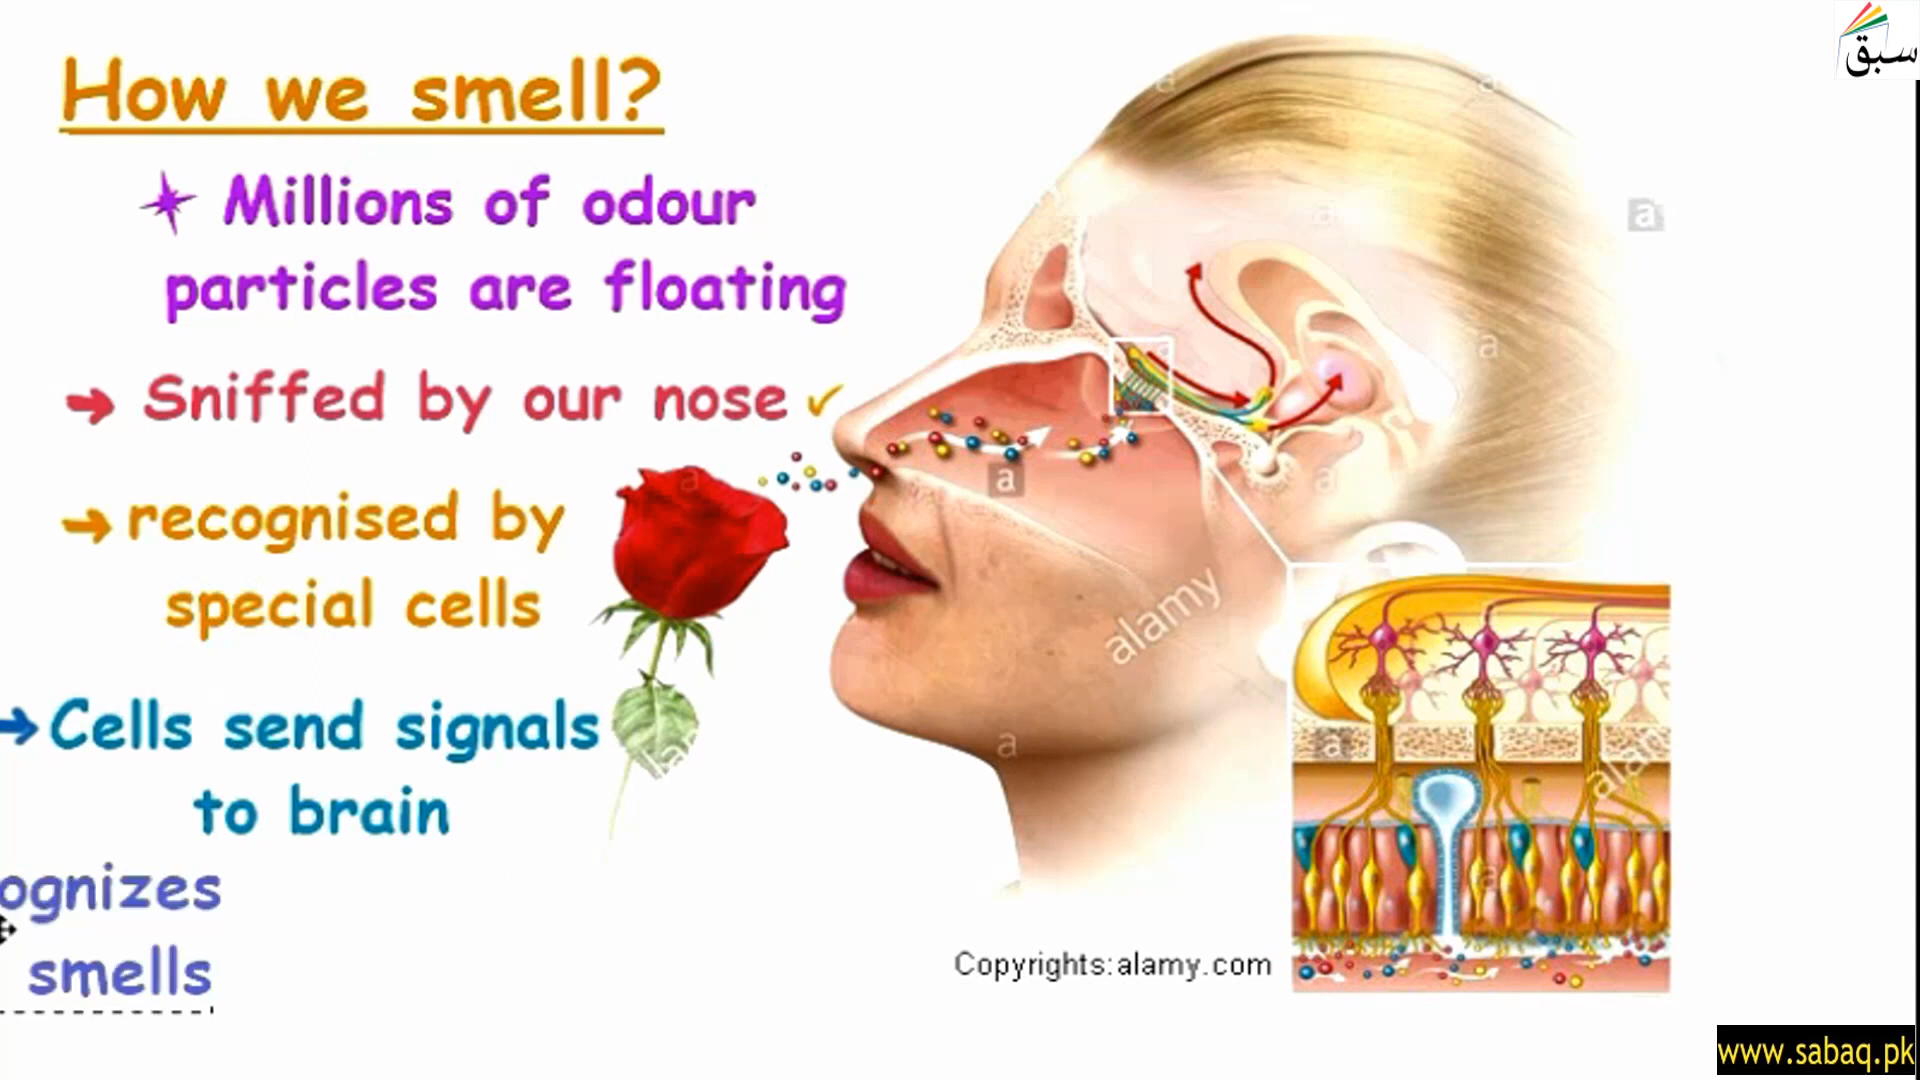 سبق
How we smell?
Millions of odour
particles are floating
Sniffed by our nose
recognised by
special cells
Cells send signals
to brain
ognizes
smells
alamy
Copyrights:alamy.com
www.sabaq.pk